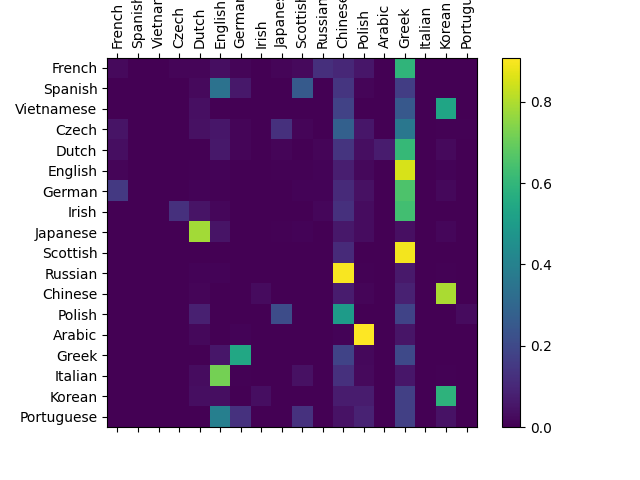 French
Spanish
Vietnar
Czech
Dutch
English
German
Irish
Japanes
Scottish
Russian
Chinese
Polish
Arabic
Greek
Italian
Korean
Portugu
French
Spanish
Vietnamese
Czech
Dutch
English
German
Irish
Japanese
Scottish
Russian
Chinese
Polish
Arabic
Greek
Italian
Korean
Portuguese
0.8
0.6
0.4
0.2
0.0